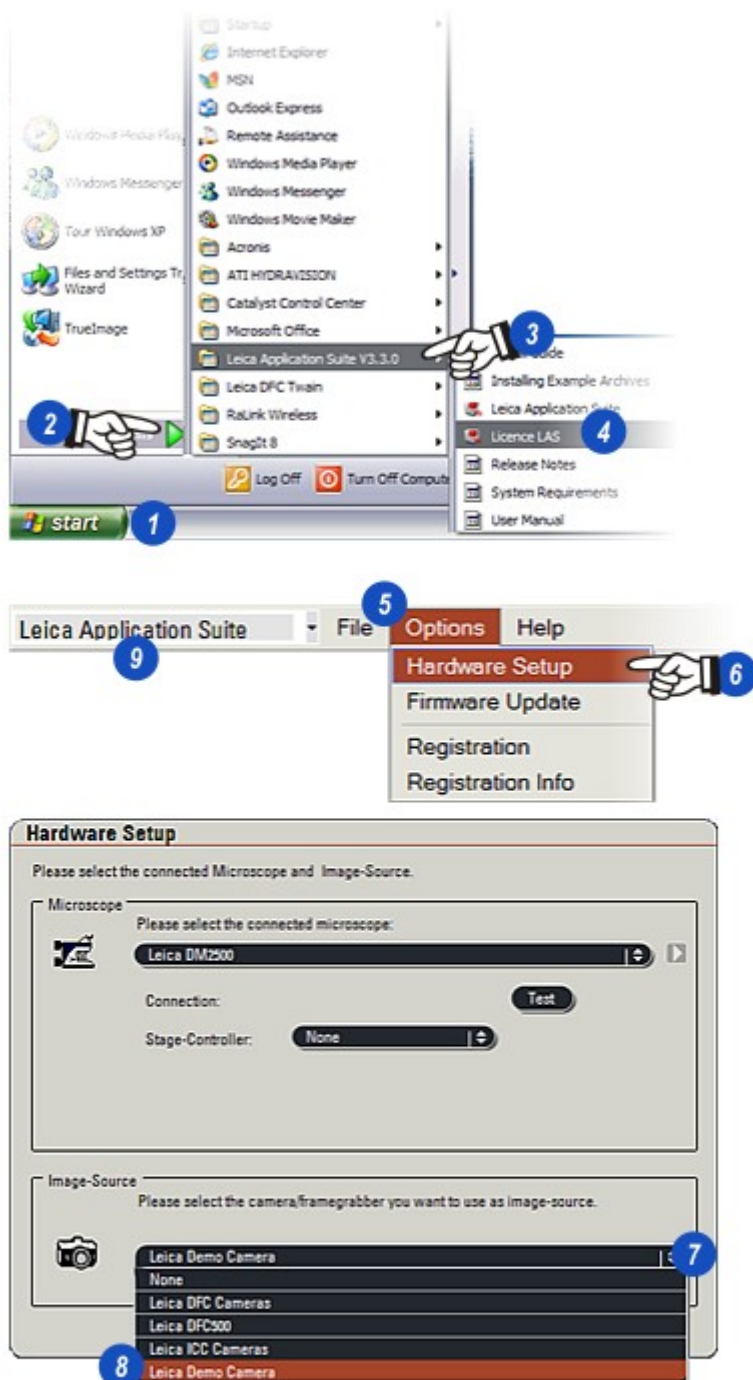 Startup
Internet Explorer
MSN
Outlook Express
Remote Assistance
Windows Media Player
Windows Messenger
Windows Movie Maker
Acronis
ATI HYDRAVISION
Catalyst Control Center
Microsoft Office
Leica Application Suite V3.3.0
Leica DFC Twain
RaLink Wireless
SnagIt 8
Windows Media Play
Windows Messenger
Tour Windows XP
Files and Settings Tr
Wizard
TrueImage
2
3
Installing Example Archives
Leica Application Suite
Licence LAS 4
Release Notes
System Requirements
User Manual
Log Off Turn Off Compute
start 1
5
Leica Application Suite File Options Help
9
Hardware Setup 6
Firmware Update
Registration
Registration Info
Hardware Setup
Please select the connected Microscope and Image-Source.
Microscope
Please select the connected microscope:
Leica DM2500
Connection: Test
Stage-Controller: None
Image-Source
Please select the camera/framegrabber you want to use as image-source.
Leica Demo Camera 7
None
Leica DFC Cameras
Leica DFC500
Leica ICC Cameras
8 Leica Demo Camera